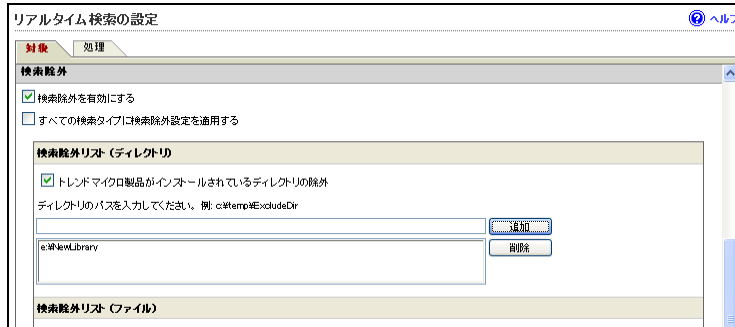 リアルタイム検索の設定
ヘルプ
対象
処理
検索除外
検索除外を有効にする
すべての検索タイプに検索除外設定を適用する
検索除外リスト（ディレクトリ）
トレンドマイクロ製品がインストールされているディレクトリの除外
ディレクトリのパスを入力してください。例: c:¥temp¥ExcludeDir
追加
e:¥NewLibrary
削除
検索除外リスト（ファイル）